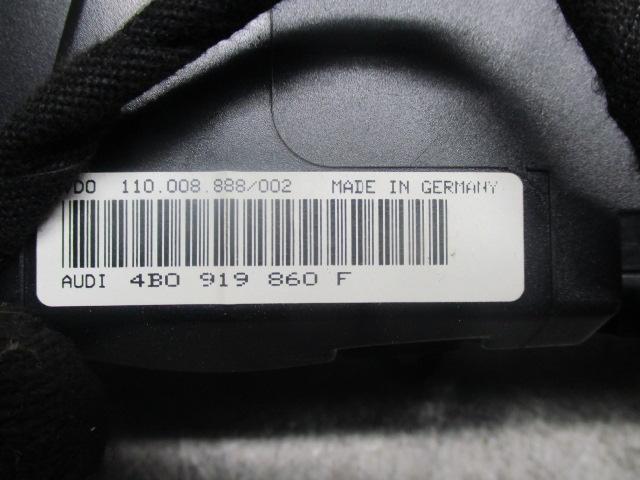 VDO 110.008.888/002 MADE IN GERMANY
AUDI 4B0 919 860 F